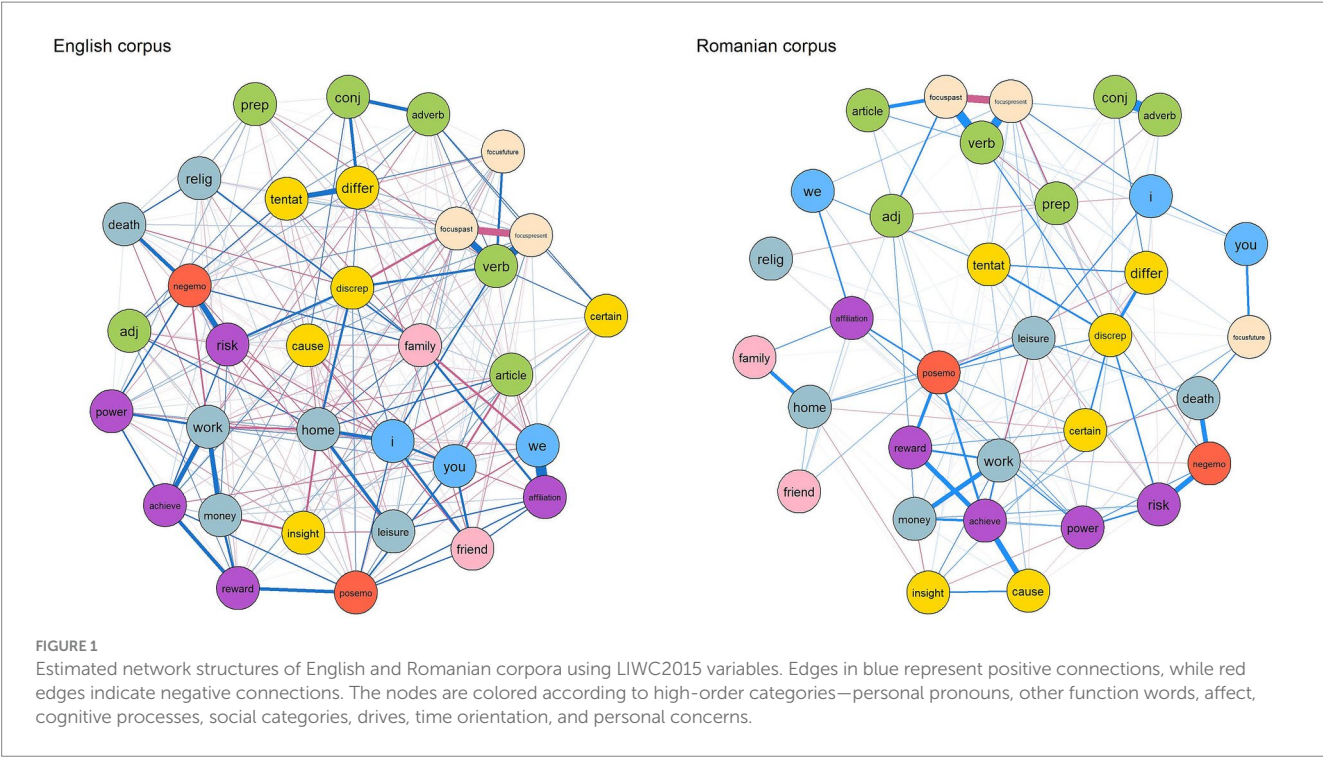 English corpus
Romanian corpus
prep
conj
adverb
focusfuture
relig
tentat
differ
death
focuspast
focuspresent
verb
negemo
discrep
certain
adj
risk
cause
family
article
power
work
home
i
you
we
achieve
money
insight
leisure
friend
affiliation
reward
posemo
article
focuspast
focuspresent
conj
adverb
verb
we
adj
prep
i
you
relig
tentat
differ
affiliation
leisure
discrep
focusfuture
family
posemo
home
death
certain
reward
work
negemo
friend
money
achieve
power
risk
insight
cause
FIGURE 1
Estimated network structures of English and Romanian corpora using LIWC2015 variables. Edges in blue represent positive connections, while red
edges indicate negative connections. The nodes are colored according to high-order categories—personal pronouns, other function words, affect,
cognitive processes, social categories, drives, time orientation, and personal concerns.